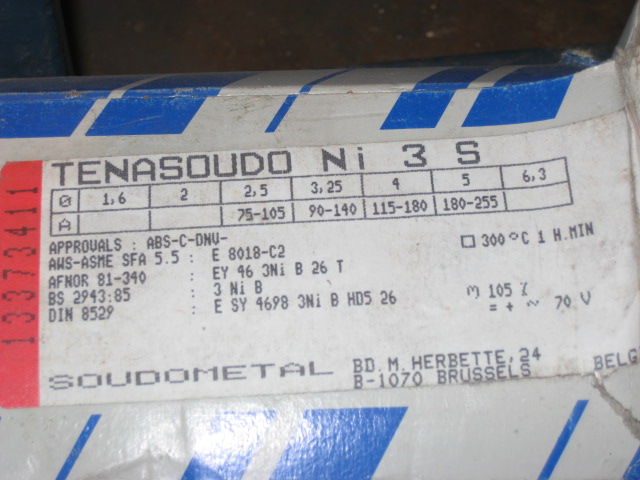 TENASOUDO Ni 3 S
Ø 1,6 2 2,5 3,25 4 5 6,3
A 75-105 90-140 115-180 180-255
APPROVALS : ABS-C-DNV-
AWS-ASME SFA 5.5 : E 8018-C2
AFNOR 81-340 : EY 46 3Ni B 26 T
BS 2943:85 : 3 Ni B
DIN 8529 : E SY 4698 3Ni B HD5 26
300°C 1 H.MIN
105 %
= + ~ 70 V
SOUDOMETAL
BD. M. HERBETTE, 24
B-1070 BRUSSELS BELG
13373411